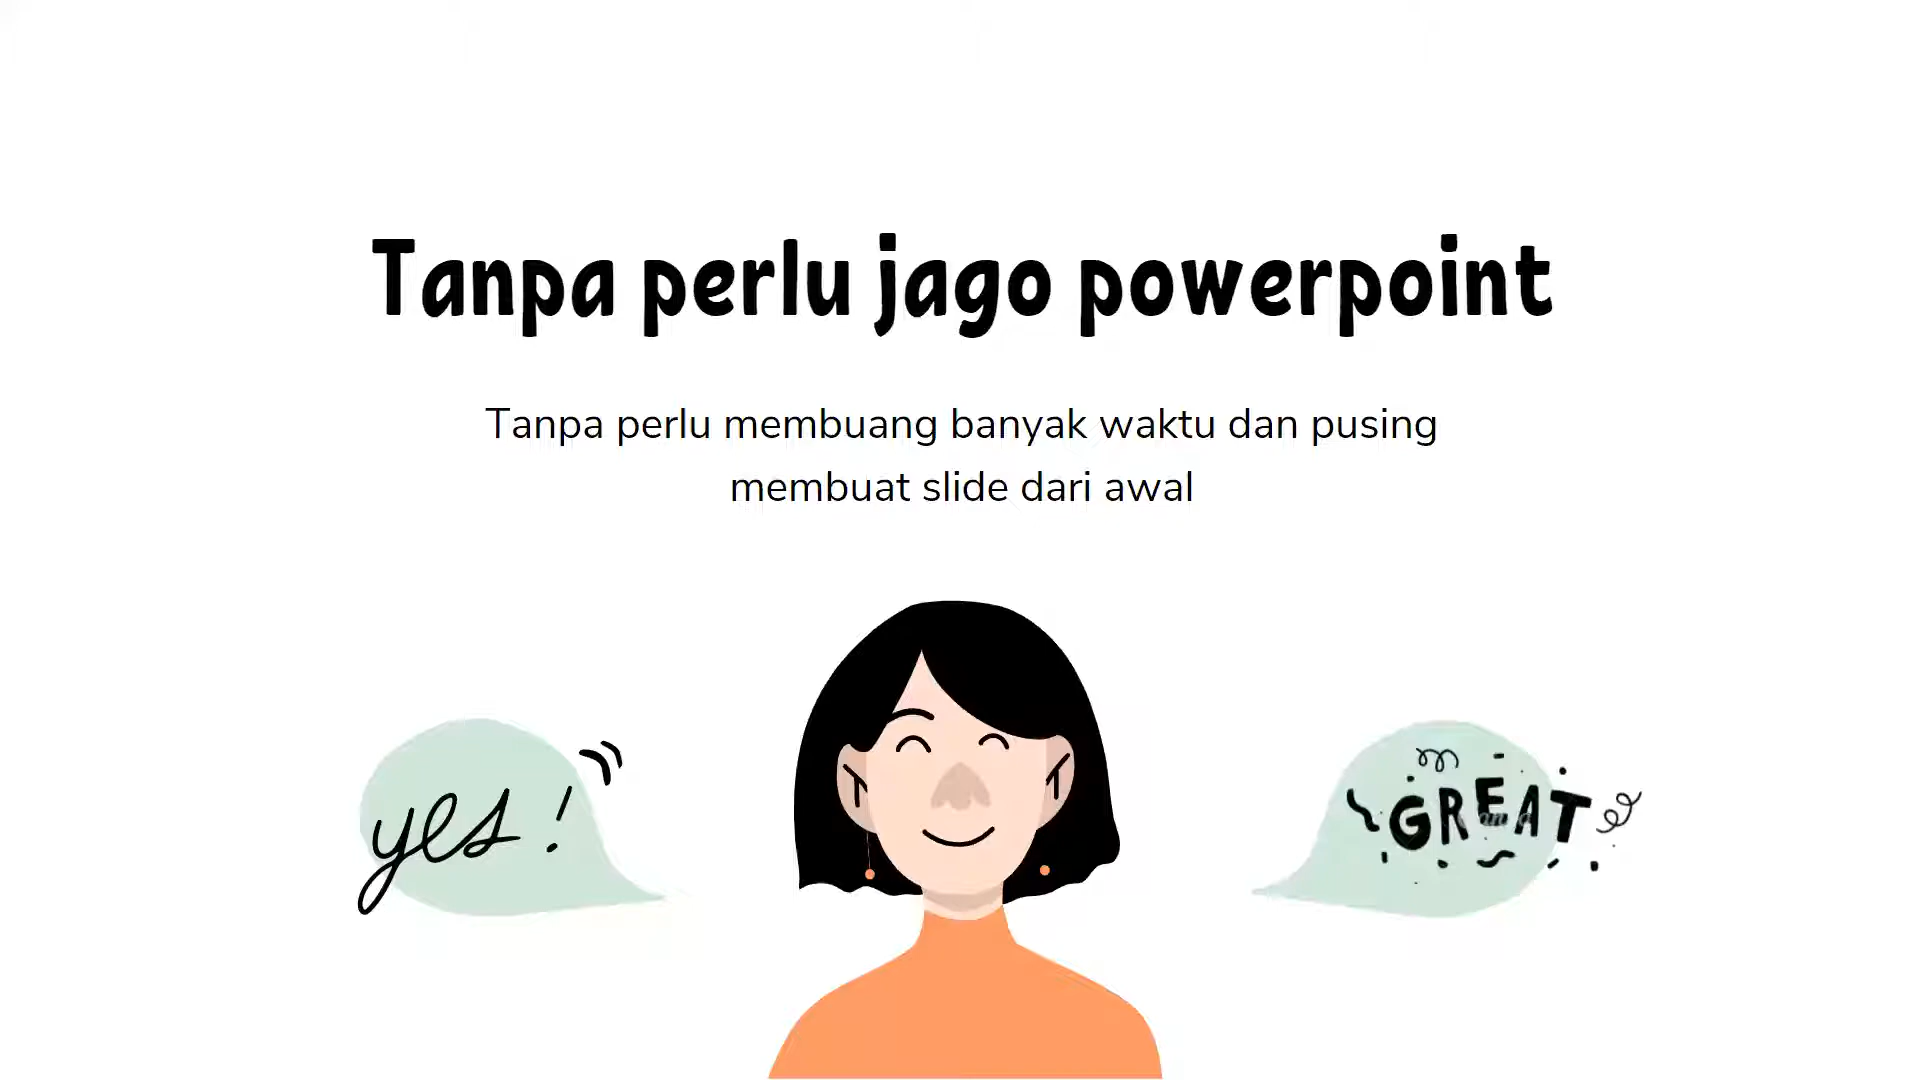 Tanpa perlu jago powerpoint
Tanpa perlu membuang banyak waktu dan pusing
membuat slide dari awal
yes!
GREAT